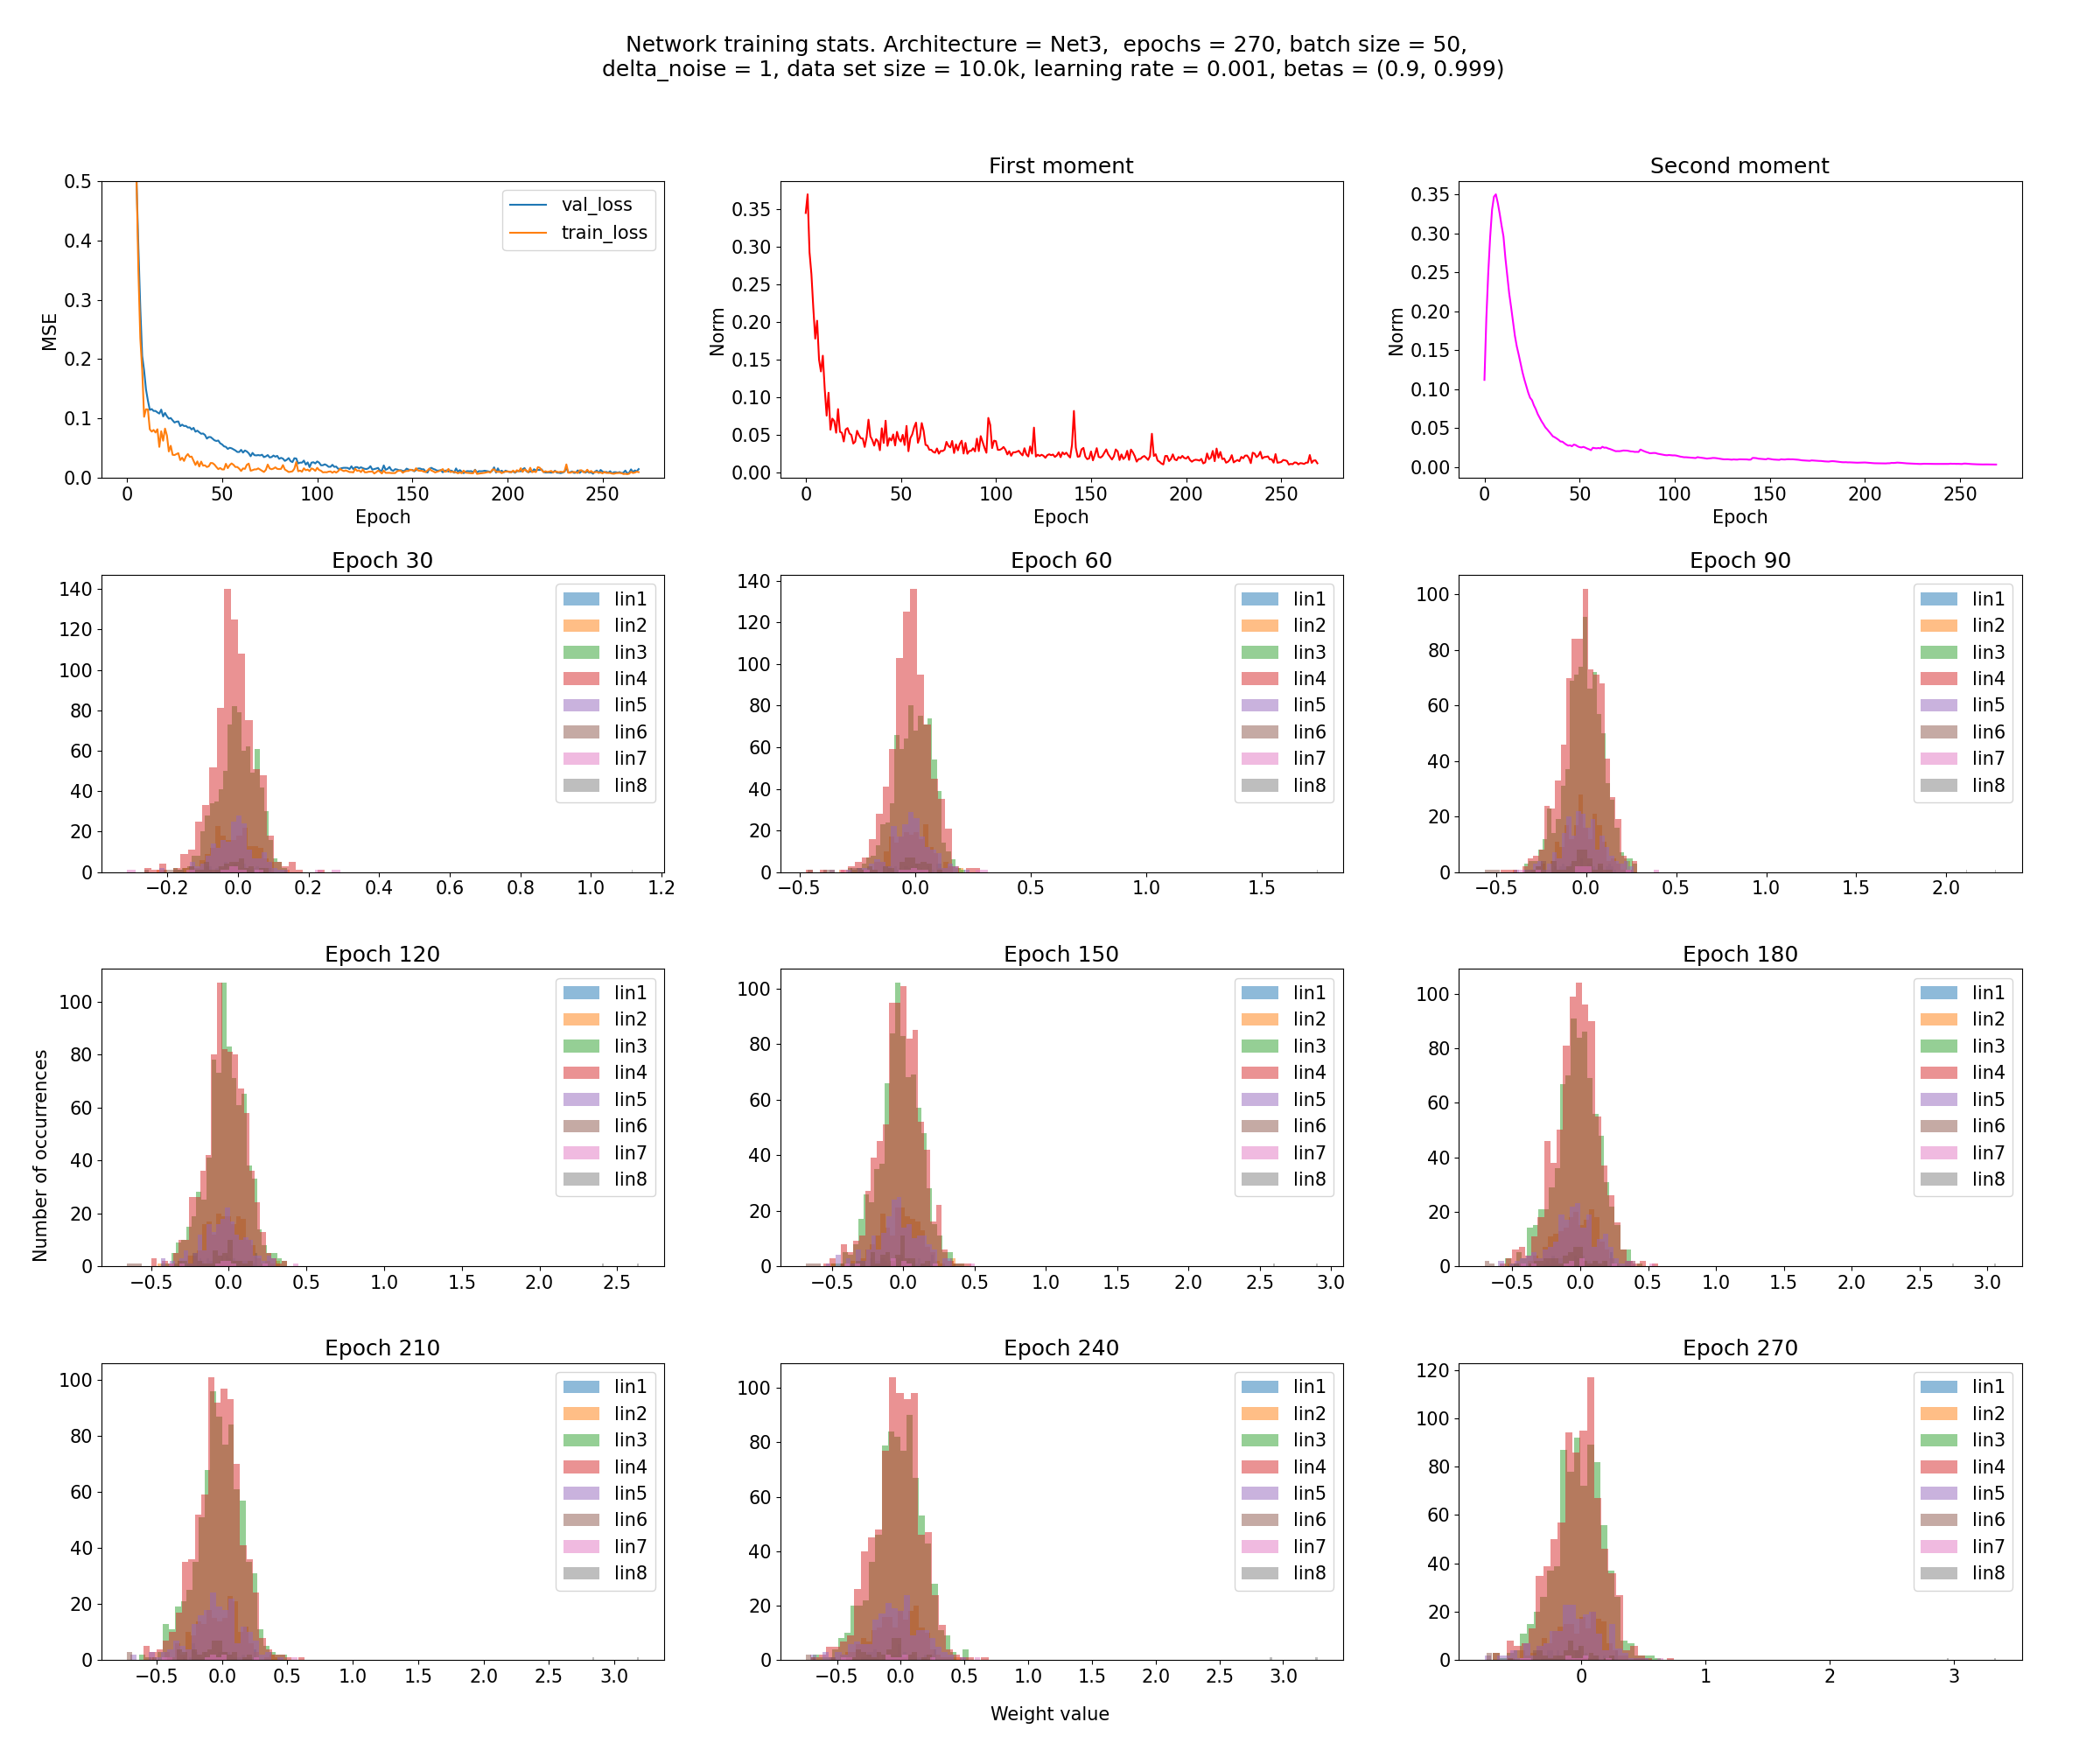 Network training stats. Architecture = Net3,  epochs = 270, batch size = 50,
delta_noise = 1, data set size = 10.0k, learning rate = 0.001, betas = (0.9, 0.999)
0.5
0.4
0.3
0.2
0.1
0.0
MSE
val_loss
train_loss
0 50 100 150 200 250
Epoch
First moment
0.35
0.30
0.25
0.20
0.15
0.10
0.05
0.00
Norm
0 50 100 150 200 250
Epoch
Second moment
0.35
0.30
0.25
0.20
0.15
0.10
0.05
0.00
Norm
0 50 100 150 200 250
Epoch
Epoch 30
140
120
100
80
60
40
20
0
lin1
lin2
lin3
lin4
lin5
lin6
lin7
lin8
−0.2 0.0 0.2 0.4 0.6 0.8 1.0 1.2
Epoch 60
140
120
100
80
60
40
20
0
lin1
lin2
lin3
lin4
lin5
lin6
lin7
lin8
−0.5 0.0 0.5 1.0 1.5
Epoch 90
100
80
60
40
20
0
lin1
lin2
lin3
lin4
lin5
lin6
lin7
lin8
−0.5 0.0 0.5 1.0 1.5 2.0
Number of occurrences
Epoch 120
100
80
60
40
20
0
lin1
lin2
lin3
lin4
lin5
lin6
lin7
lin8
−0.5 0.0 0.5 1.0 1.5 2.0 2.5
Epoch 150
100
80
60
40
20
0
lin1
lin2
lin3
lin4
lin5
lin6
lin7
lin8
−0.5 0.0 0.5 1.0 1.5 2.0 2.5 3.0
Epoch 180
100
80
60
40
20
0
lin1
lin2
lin3
lin4
lin5
lin6
lin7
lin8
−0.5 0.0 0.5 1.0 1.5 2.0 2.5 3.0
Epoch 210
100
80
60
40
20
0
lin1
lin2
lin3
lin4
lin5
lin6
lin7
lin8
−0.5 0.0 0.5 1.0 1.5 2.0 2.5 3.0
Epoch 240
100
80
60
40
20
0
lin1
lin2
lin3
lin4
lin5
lin6
lin7
lin8
−0.5 0.0 0.5 1.0 1.5 2.0 2.5 3.0
Epoch 270
120
100
80
60
40
20
0
lin1
lin2
lin3
lin4
lin5
lin6
lin7
lin8
0 1 2 3
Weight value